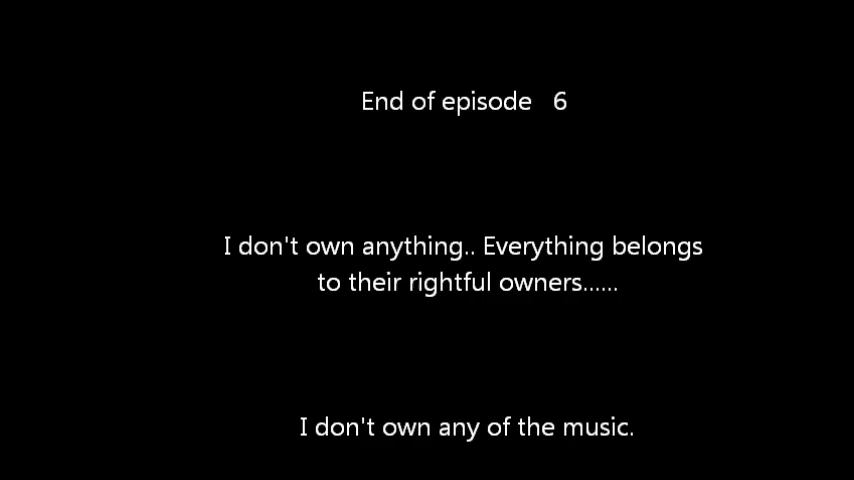 End of episode   6
I don't own anything.. Everything belongs
to their rightful owners......
I don't own any of the music.